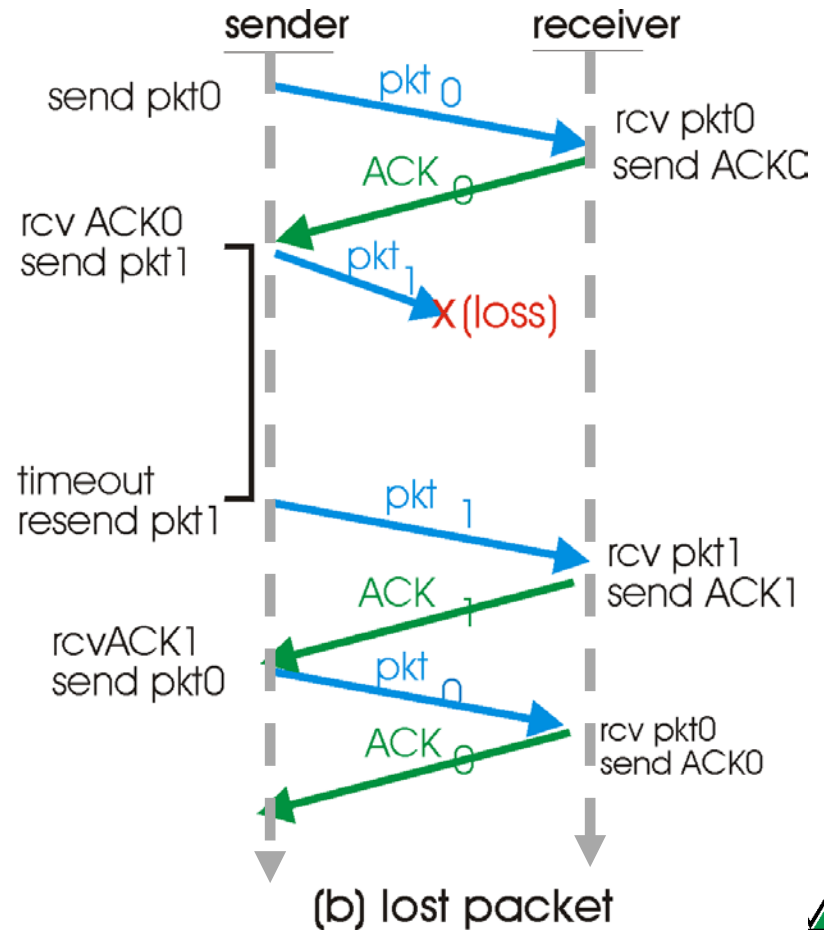 sender
receiver
send pkt0
pkt 0
rcv pkt0
send ACK0
ACK 0
rcv ACK0
send pkt1
pkt 1
X (loss)
timeout
resend pkt1
pkt 1
rcv pkt1
send ACK1
ACK 1
rcvACK1
send pkt0
pkt 0
rcv pkt0
send ACK0
ACK 0
(b) lost packet